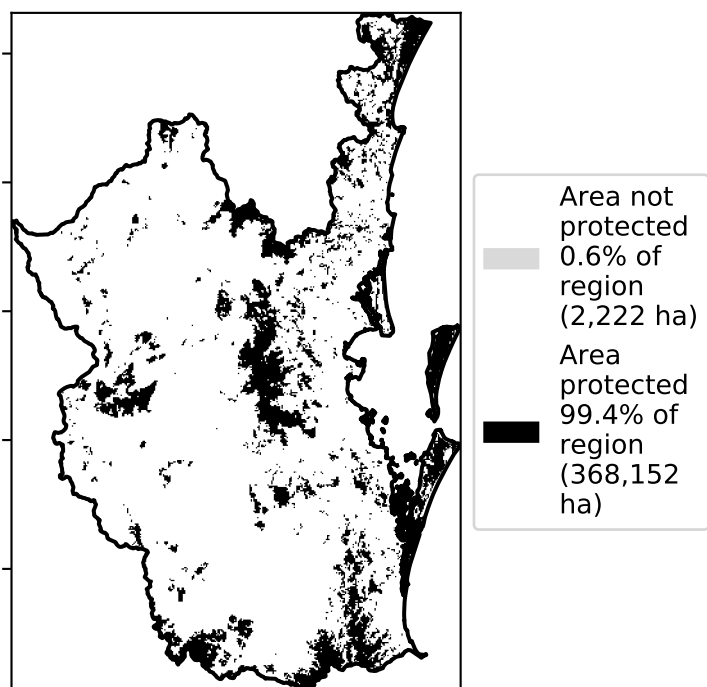 Area not
protected
0.6% of
region
(2,222 ha)
Area
protected
99.4% of
region
(368,152
ha)